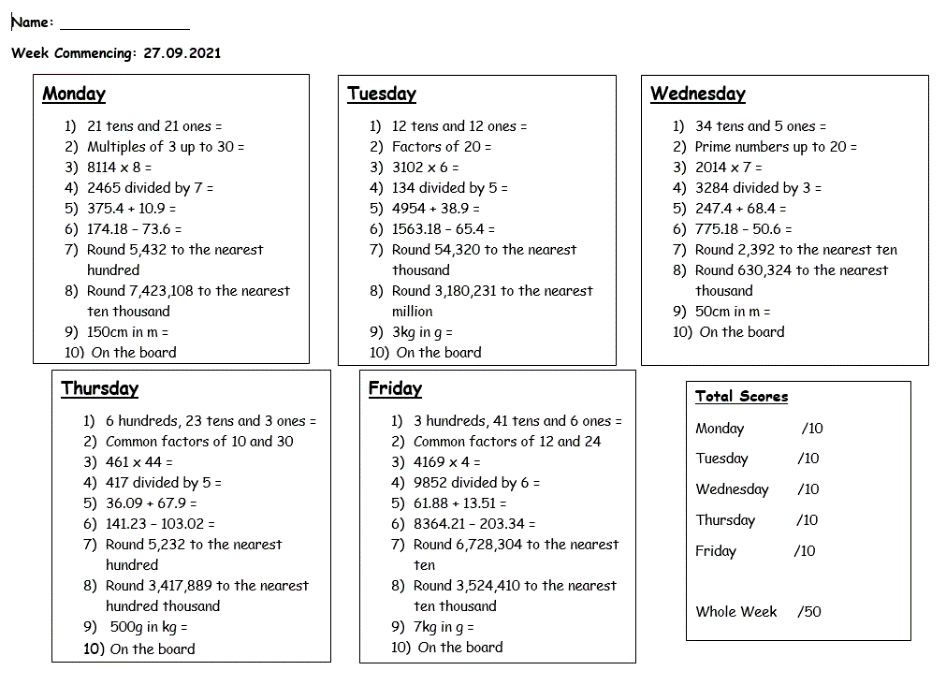 Name: ________________
Week Commencing: 27.09.2021
Monday
1) 21 tens and 21 ones =
2) Multiples of 3 up to 30 =
3) 8114 x 8 =
4) 2465 divided by 7 =
5) 375.4 + 10.9 =
6) 174.18 – 73.6 =
7) Round 5,432 to the nearest
hundred
8) Round 7,423,108 to the nearest
ten thousand
9) 150cm in m =
10) On the board
Tuesday
1) 12 tens and 12 ones =
2) Factors of 20 =
3) 3102 x 6 =
4) 134 divided by 5 =
5) 4954 + 38.9 =
6) 1563.18 – 65.4 =
7) Round 54,320 to the nearest
thousand
8) Round 3,180,231 to the nearest
million
9) 3kg in g =
10) On the board
Wednesday
1) 34 tens and 5 ones =
2) Prime numbers up to 20 =
3) 2014 x 7 =
4) 3284 divided by 3 =
5) 247.4 + 68.4 =
6) 775.18 – 50.6 =
7) Round 2,392 to the nearest ten
8) Round 630,324 to the nearest
thousand
9) 50cm in m =
10) On the board
Thursday
1) 6 hundreds, 23 tens and 3 ones =
2) Common factors of 10 and 30
3) 461 x 44 =
4) 417 divided by 5 =
5) 36.09 + 67.9 =
6) 141.23 – 103.02 =
7) Round 5,232 to the nearest
hundred
8) Round 3,417,889 to the nearest
hundred thousand
9) 500g in kg =
10) On the board
Friday
1) 3 hundreds, 41 tens and 6 ones =
2) Common factors of 12 and 24
3) 4169 x 4 =
4) 9852 divided by 6 =
5) 61.88 + 13.51 =
6) 8364.21 – 203.34 =
7) Round 6,728,304 to the nearest
ten
8) Round 3,524,410 to the nearest
ten thousand
9) 7kg in g =
10) On the board
Total Scores
Monday /10
Tuesday /10
Wednesday /10
Thursday /10
Friday /10
Whole Week /50